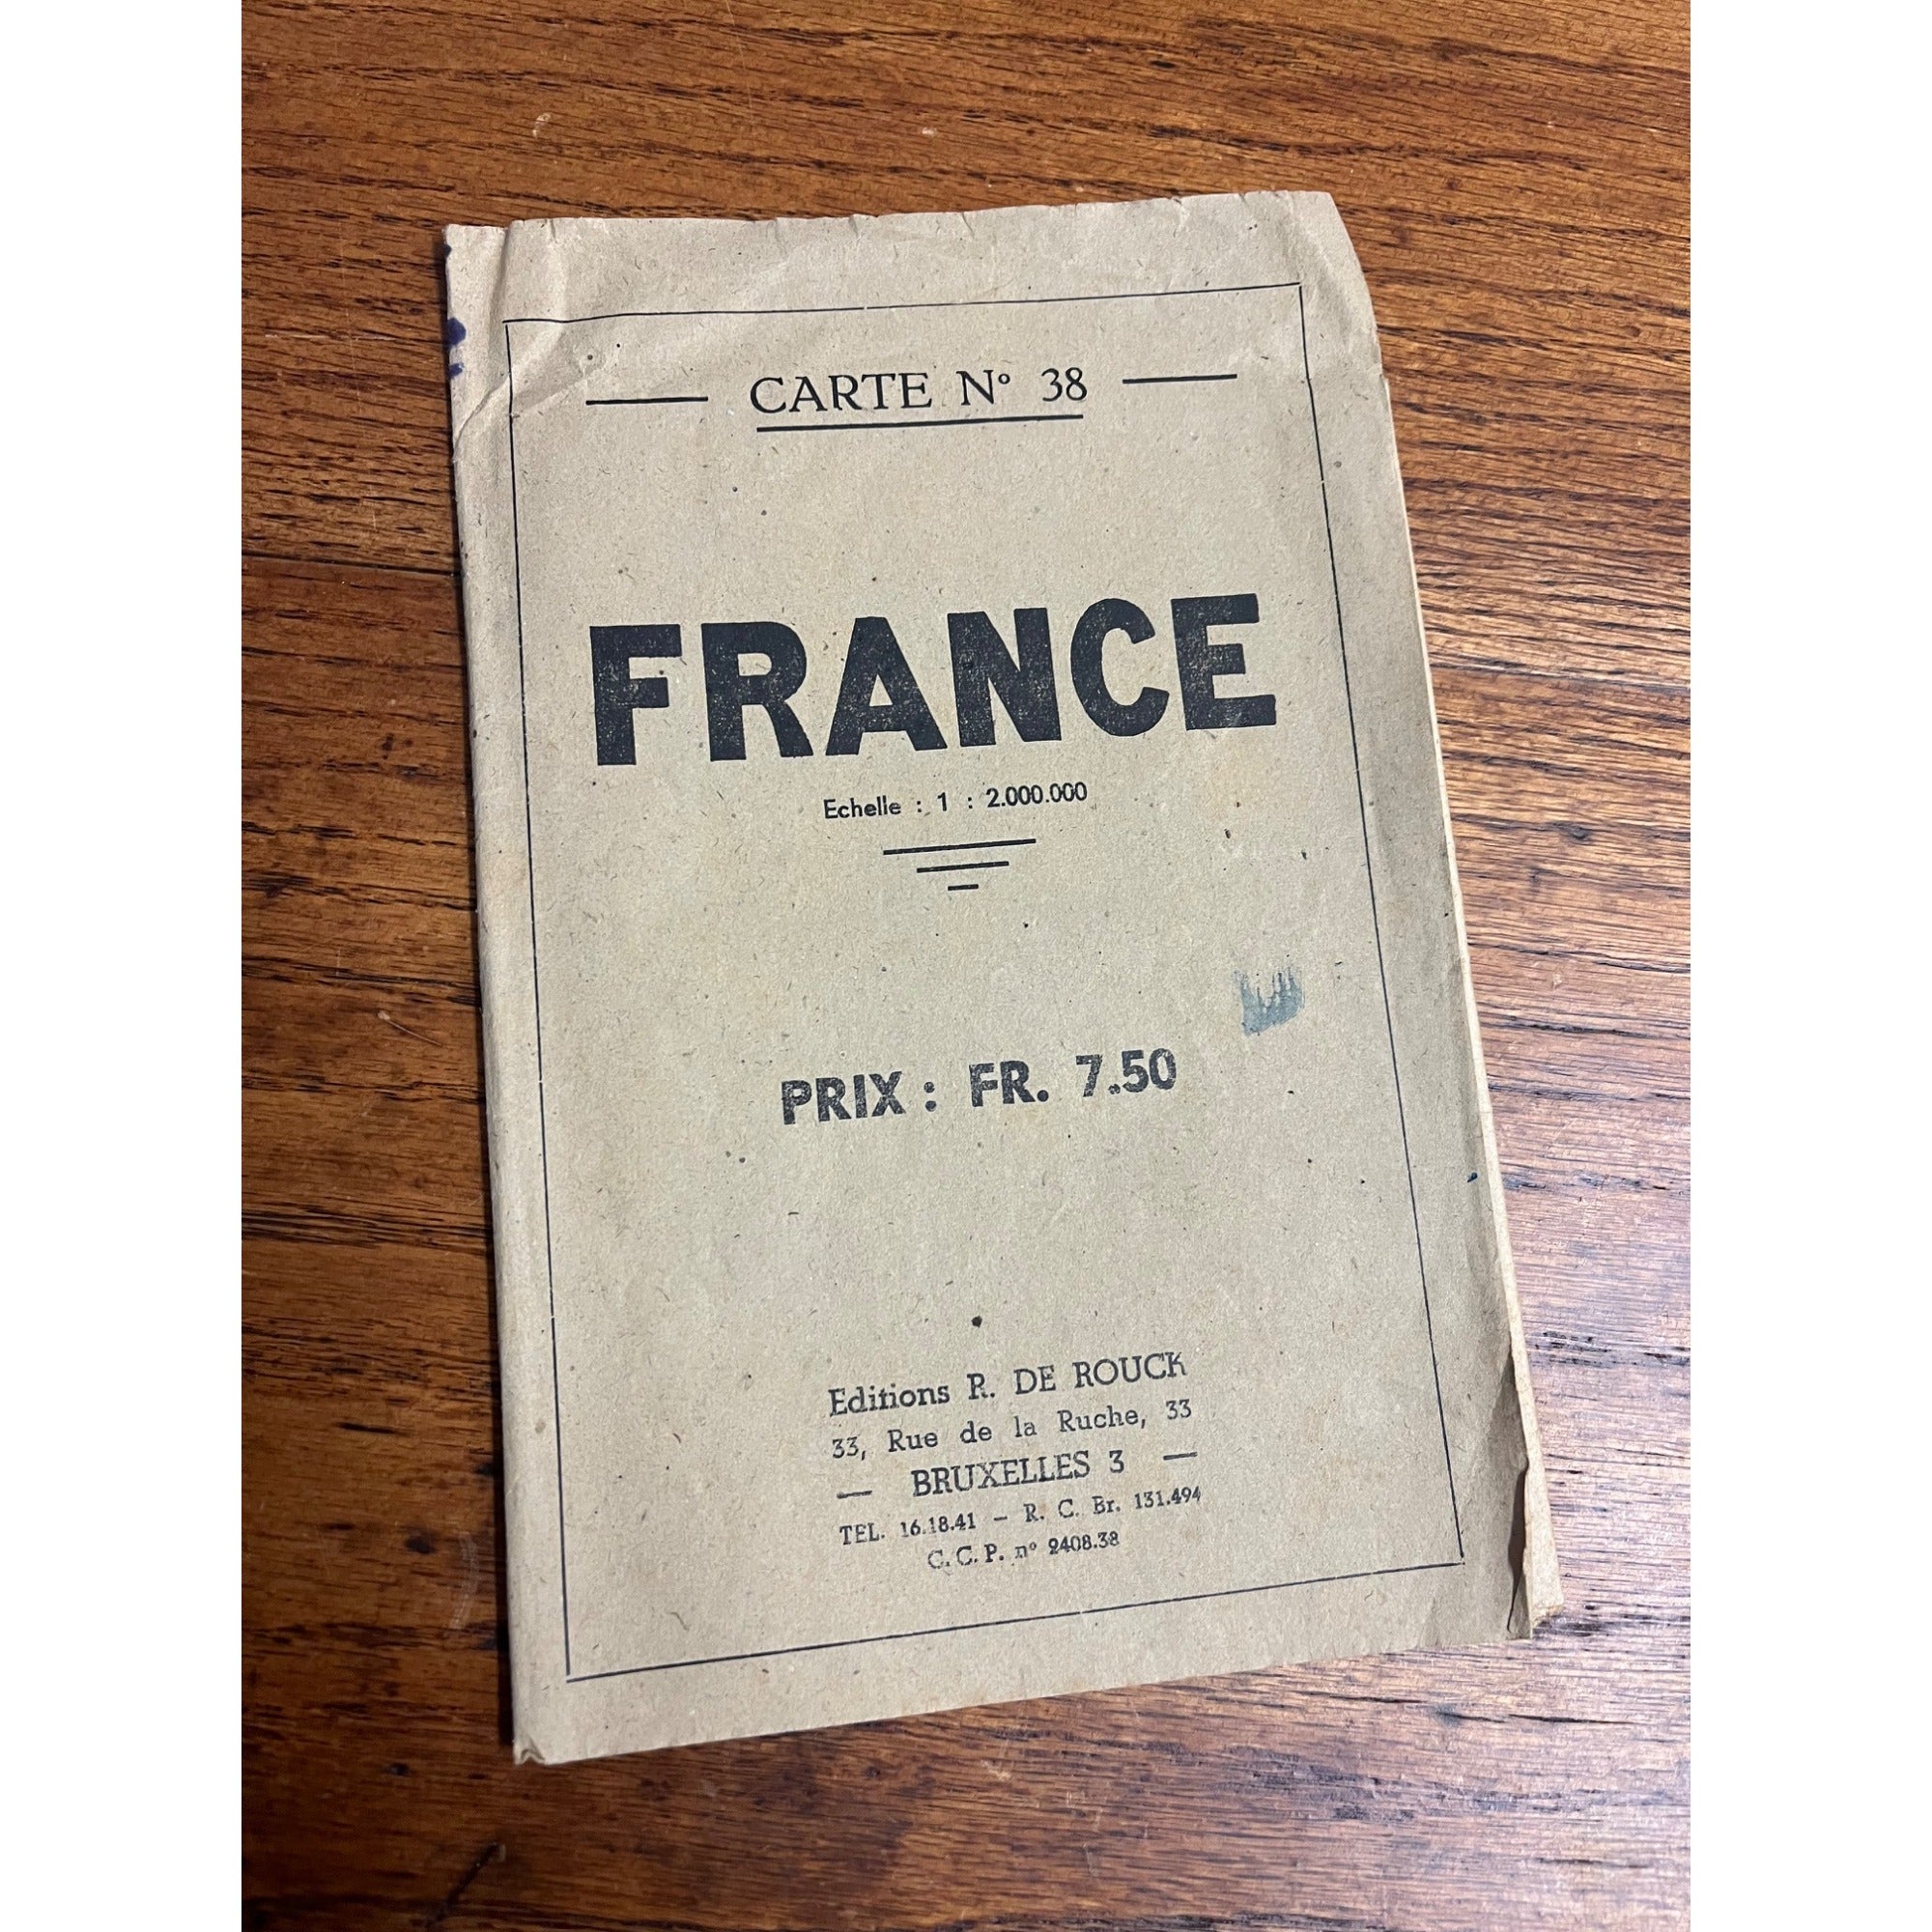 CARTE N° 38
FRANCE
Echelle : 1 : 2.000.000
PRIX : FR. 7.50
Editions R. DE ROUCK
33, Rue de la Ruche, 33
— BRUXELLES 3 —
TEL. 16.18.41 — R. C. Br. 131.494
C. C. P. n° 2408.38